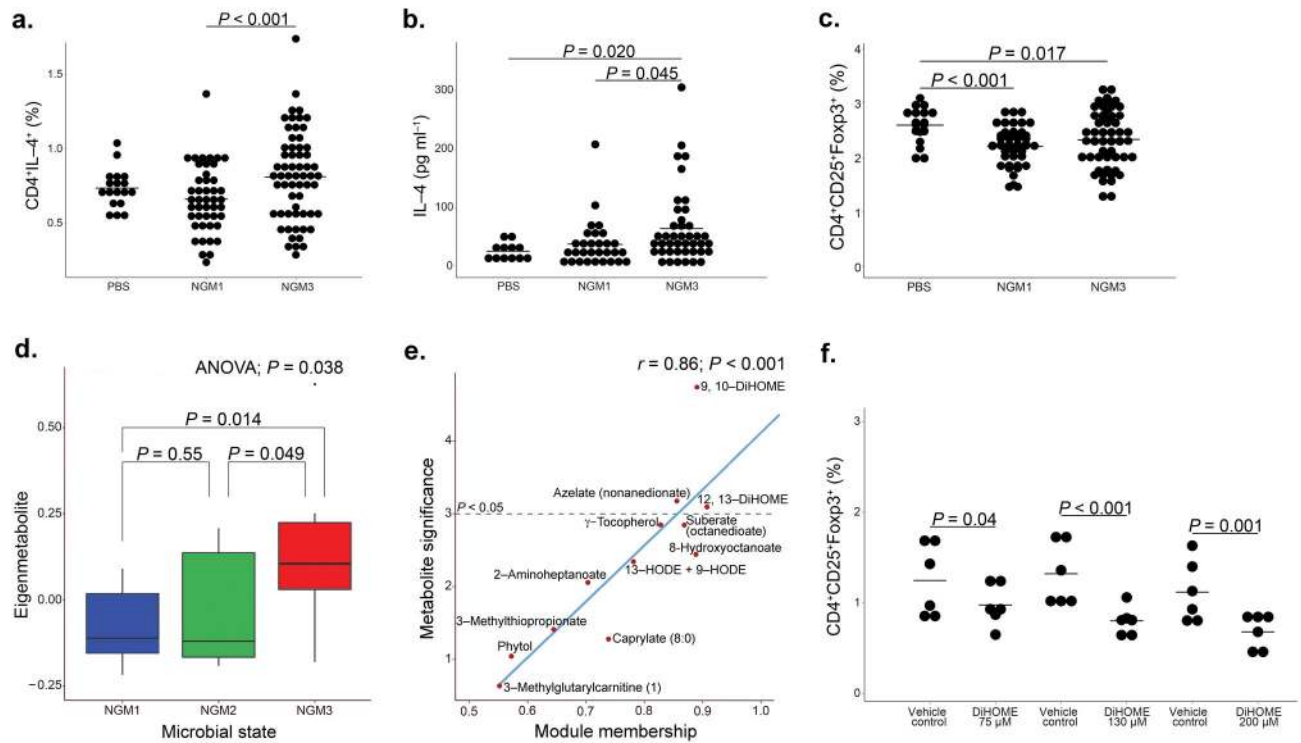 a.
P < 0.001
CD4⁺IL–4⁺ (%)
1.5
1.0
0.5
PBS
NGM1
NGM3
b.
P = 0.020
P = 0.045
IL–4 (pg ml⁻¹)
300
200
100
0
PBS
NGM1
NGM3
c.
P = 0.017
P < 0.001
CD4⁺CD25⁺Foxp3⁺ (%)
4
3
2
1
0
PBS
NGM1
NGM3
d.
ANOVA; P = 0.038
P = 0.014
P = 0.55
P = 0.049
Eigenmetabolite
0.50
0.25
0.00
−0.25
NGM1
NGM2
NGM3
Microbial state
e.
r = 0.86; P < 0.001
9, 10–DiHOME
Azelate (nonanedionate)
12, 13–DiHOME
P < 0.05
γ–Tocopherol
Suberate
(octanedioate)
8-Hydroxyoctanoate
13–HODE + 9–HODE
2–Aminoheptanoate
3–Methylthiopropionate
Caprylate (8:0)
Phytol
3–Methylglutarylcarnitine (1)
Metabolite significance
4
3
2
1
0.5
0.6
0.7
0.8
0.9
1.0
Module membership
f.
P = 0.04
P < 0.001
P = 0.001
CD4⁺CD25⁺Foxp3⁺ (%)
3
2
1
0
Vehicle
control
DiHOME
75 µM
Vehicle
control
DiHOME
130 µM
Vehicle
control
DiHOME
200 µM